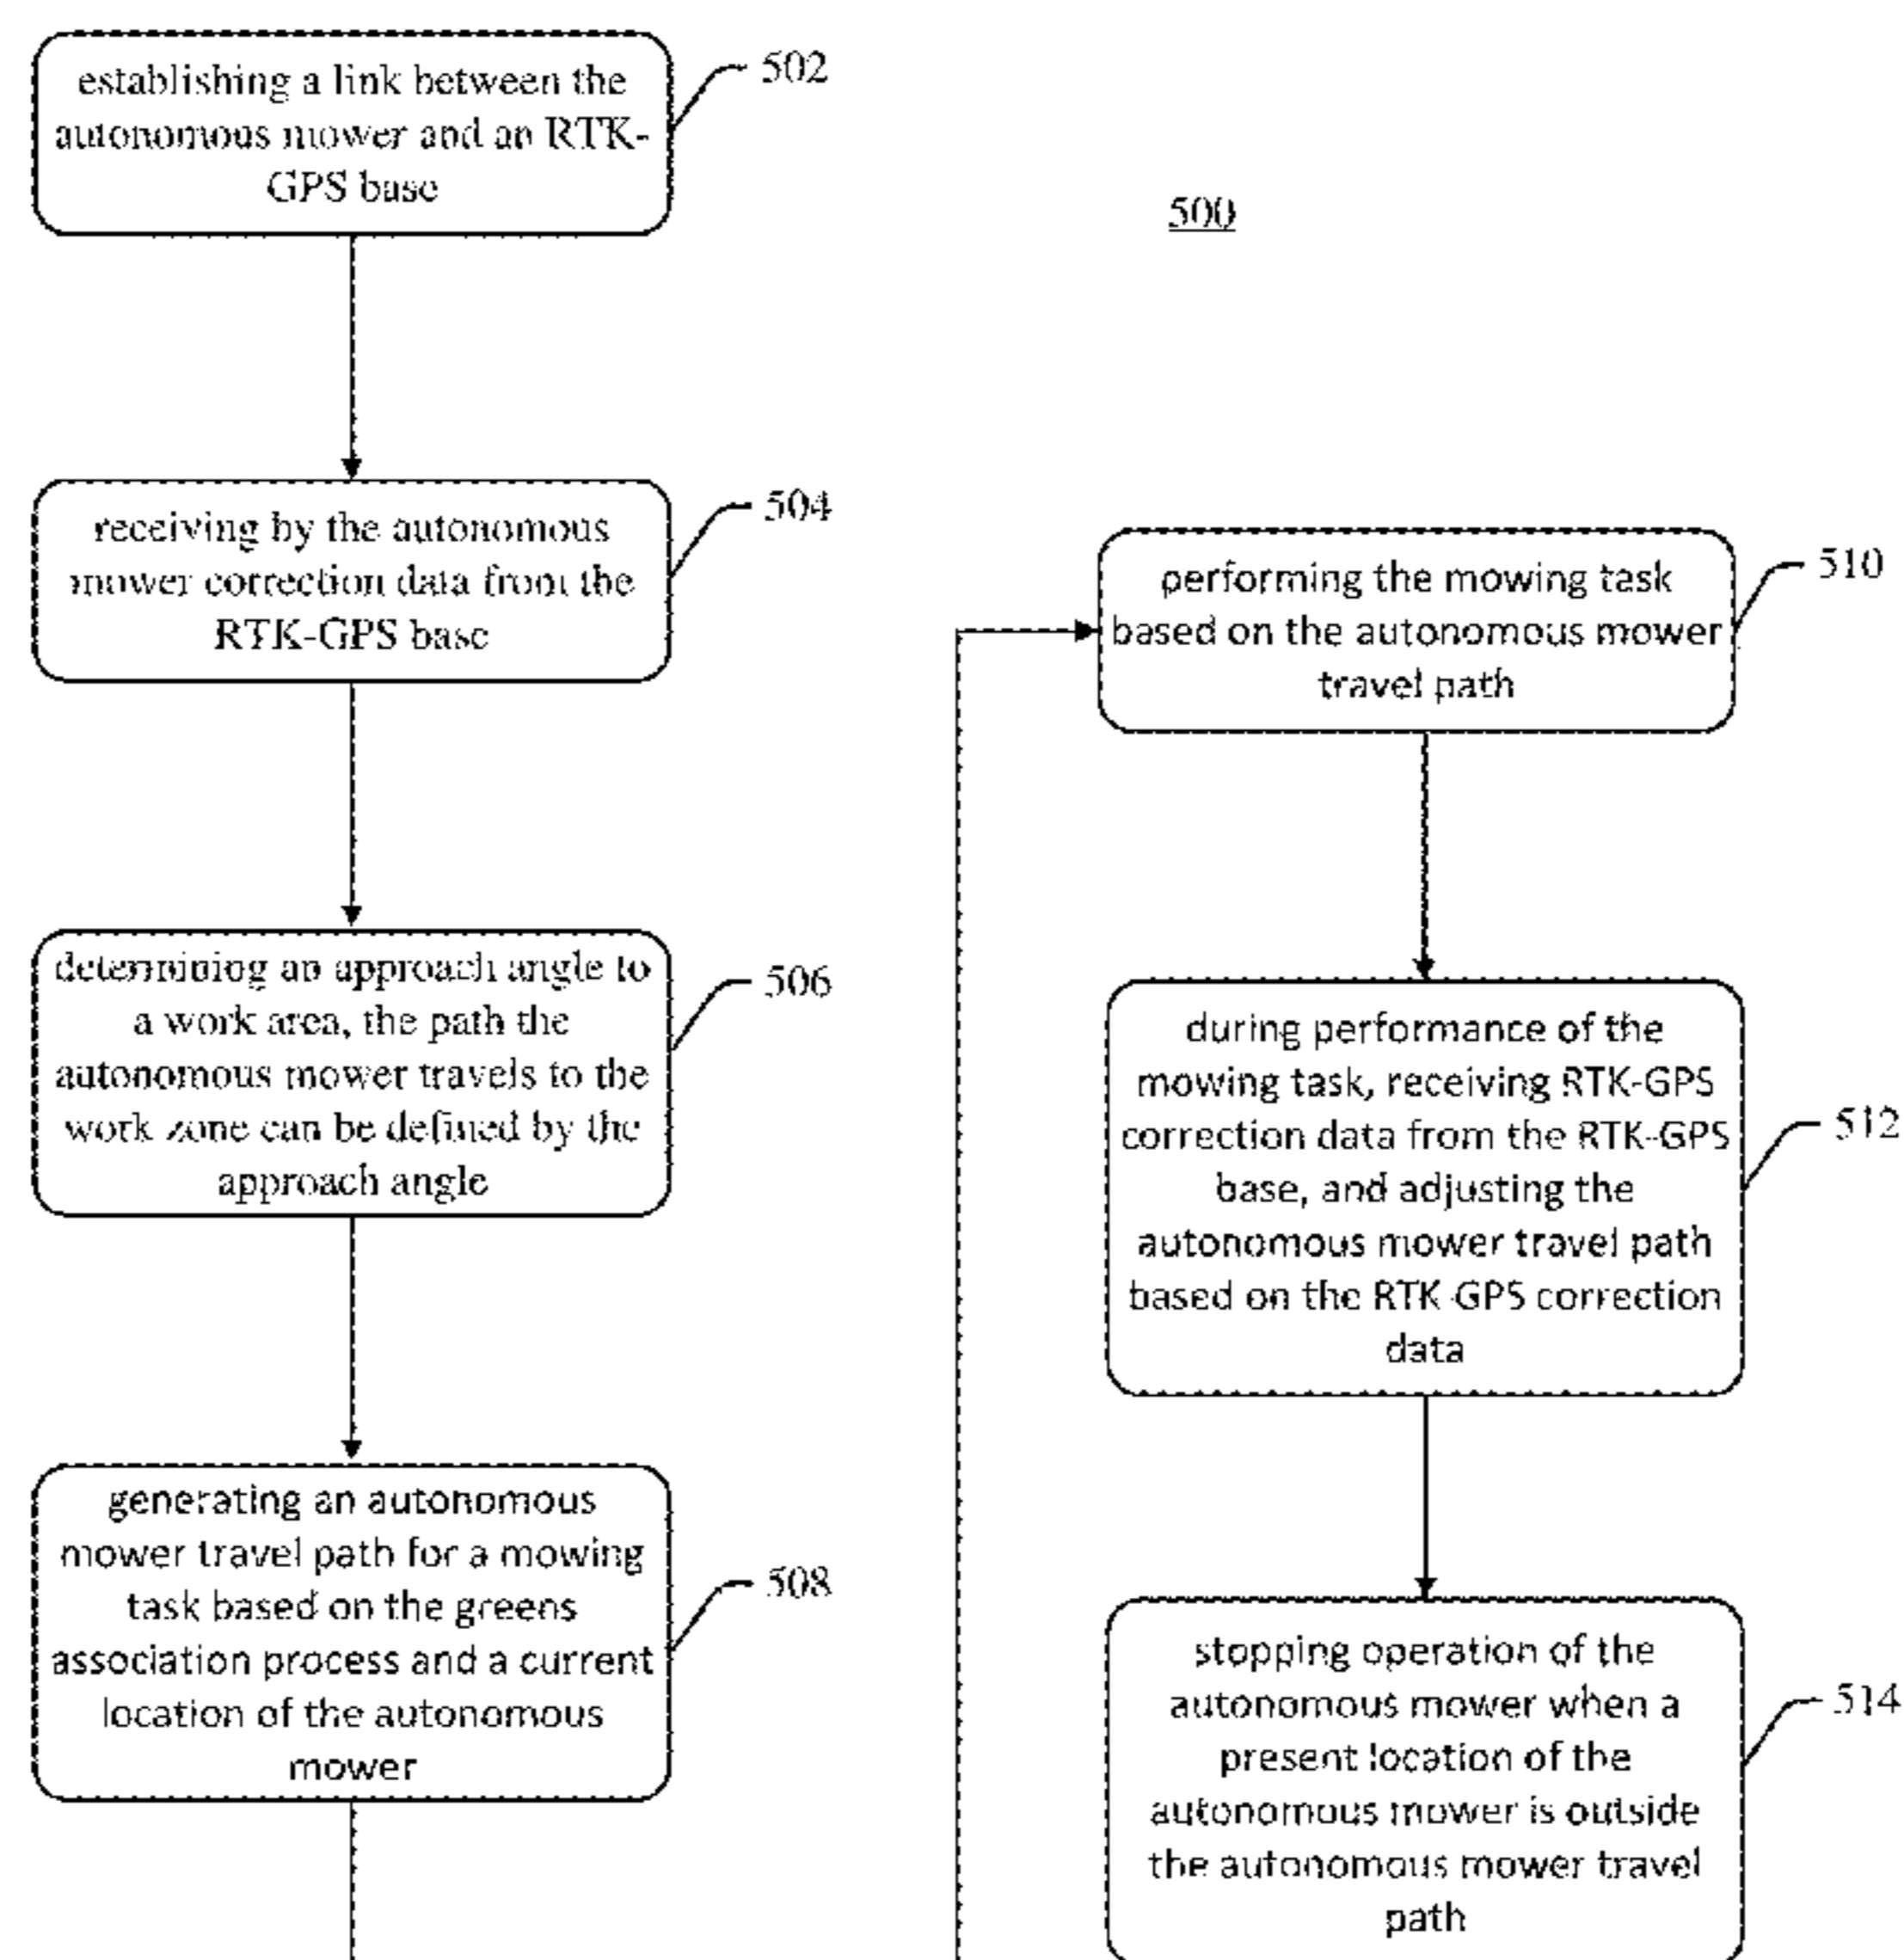 establishing a link between the
autonomous mower and an RTK-
GPS base
502
500
receiving by the autonomous
mower correction data from the
RTK-GPS base
504
determining an approach angle to
a work area, the path the
autonomous mower travels to the
work zone can be defined by the
approach angle
506
generating an autonomous
mower travel path for a mowing
task based on the greens
association process and a current
location of the autonomous
mower
508
performing the mowing task
based on the autonomous mower
travel path
510
during performance of the
mowing task, receiving RTK-GPS
correction data from the RTK-GPS
base, and adjusting the
autonomous mower travel path
based on the RTK-GPS correction
data
512
stopping operation of the
autonomous mower when a
present location of the
autonomous mower is outside
the autonomous mower travel
path
514